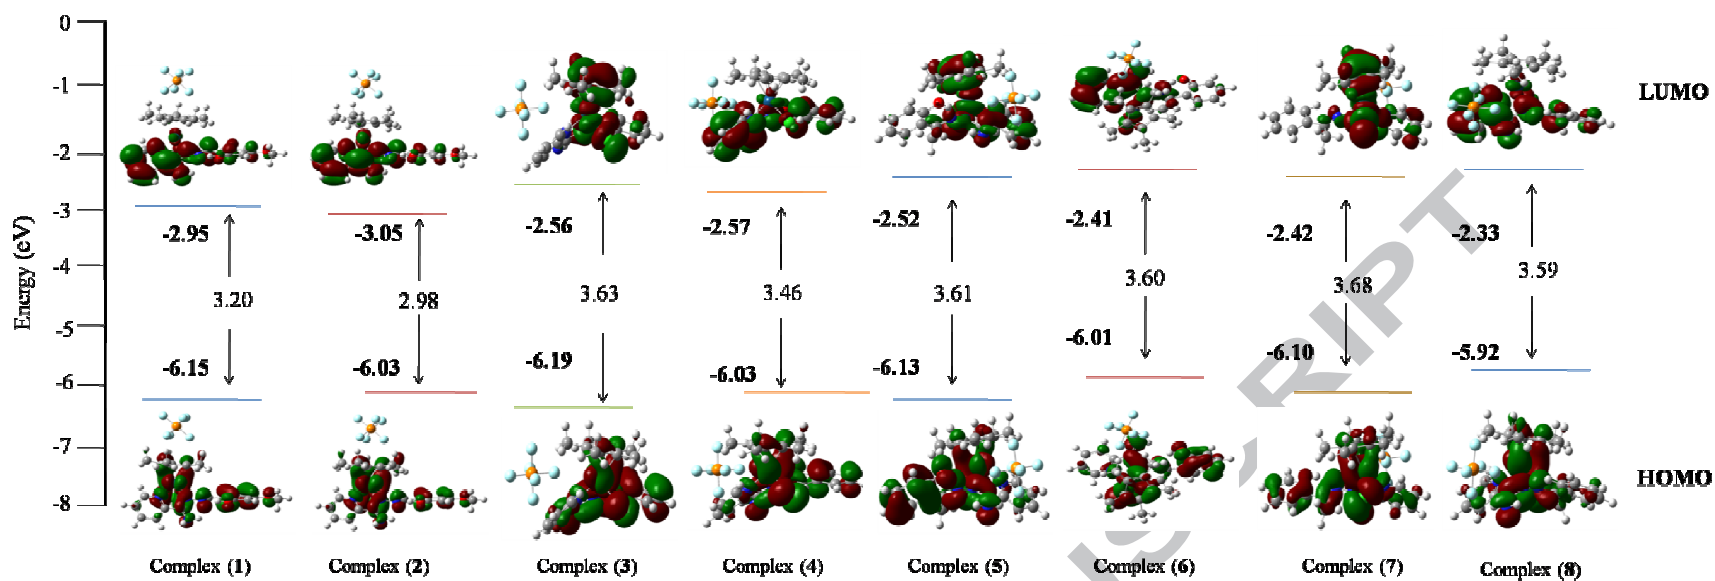 0
-1
-2
-3
-4
-5
-6
-7
-8
Energy (eV)
LUMO
-2.95
-3.05
-2.56
-2.57
-2.52
-2.41
-2.42
-2.33
3.20
2.98
3.63
3.46
3.61
3.60
3.68
3.59
-6.15
-6.03
-6.19
-6.03
-6.13
-6.01
-6.10
-5.92
HOMO
Complex (1)
Complex (2)
Complex (3)
Complex (4)
Complex (5)
Complex (6)
Complex (7)
Complex (8)
SCRIPT